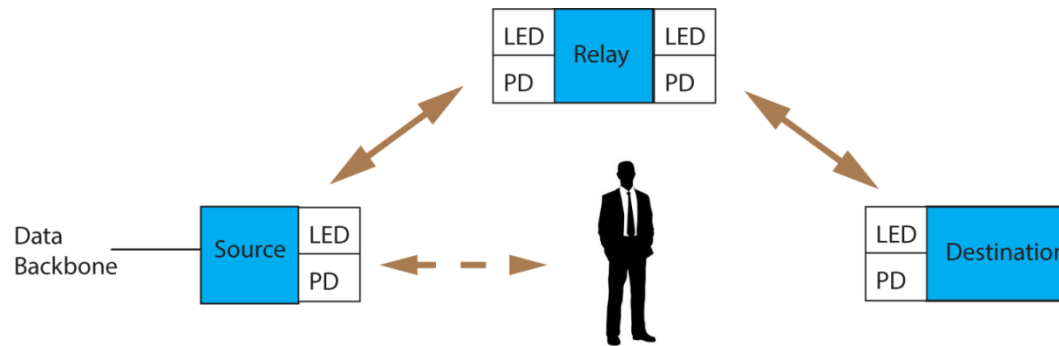 LED
PD
Relay
LED
PD
Data
Backbone
Source
LED
PD
LED
PD
Destination